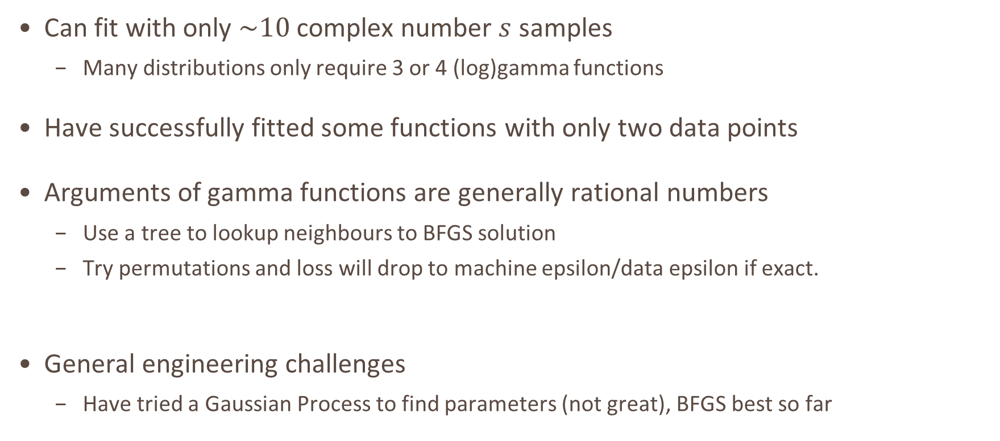 • Can fit with only ~10 complex number s samples
– Many distributions only require 3 or 4 (log)gamma functions
• Have successfully fitted some functions with only two data points
• Arguments of gamma functions are generally rational numbers
– Use a tree to lookup neighbours to BFGS solution
– Try permutations and loss will drop to machine epsilon/data epsilon if exact.
• General engineering challenges
– Have tried a Gaussian Process to find parameters (not great), BFGS best so far